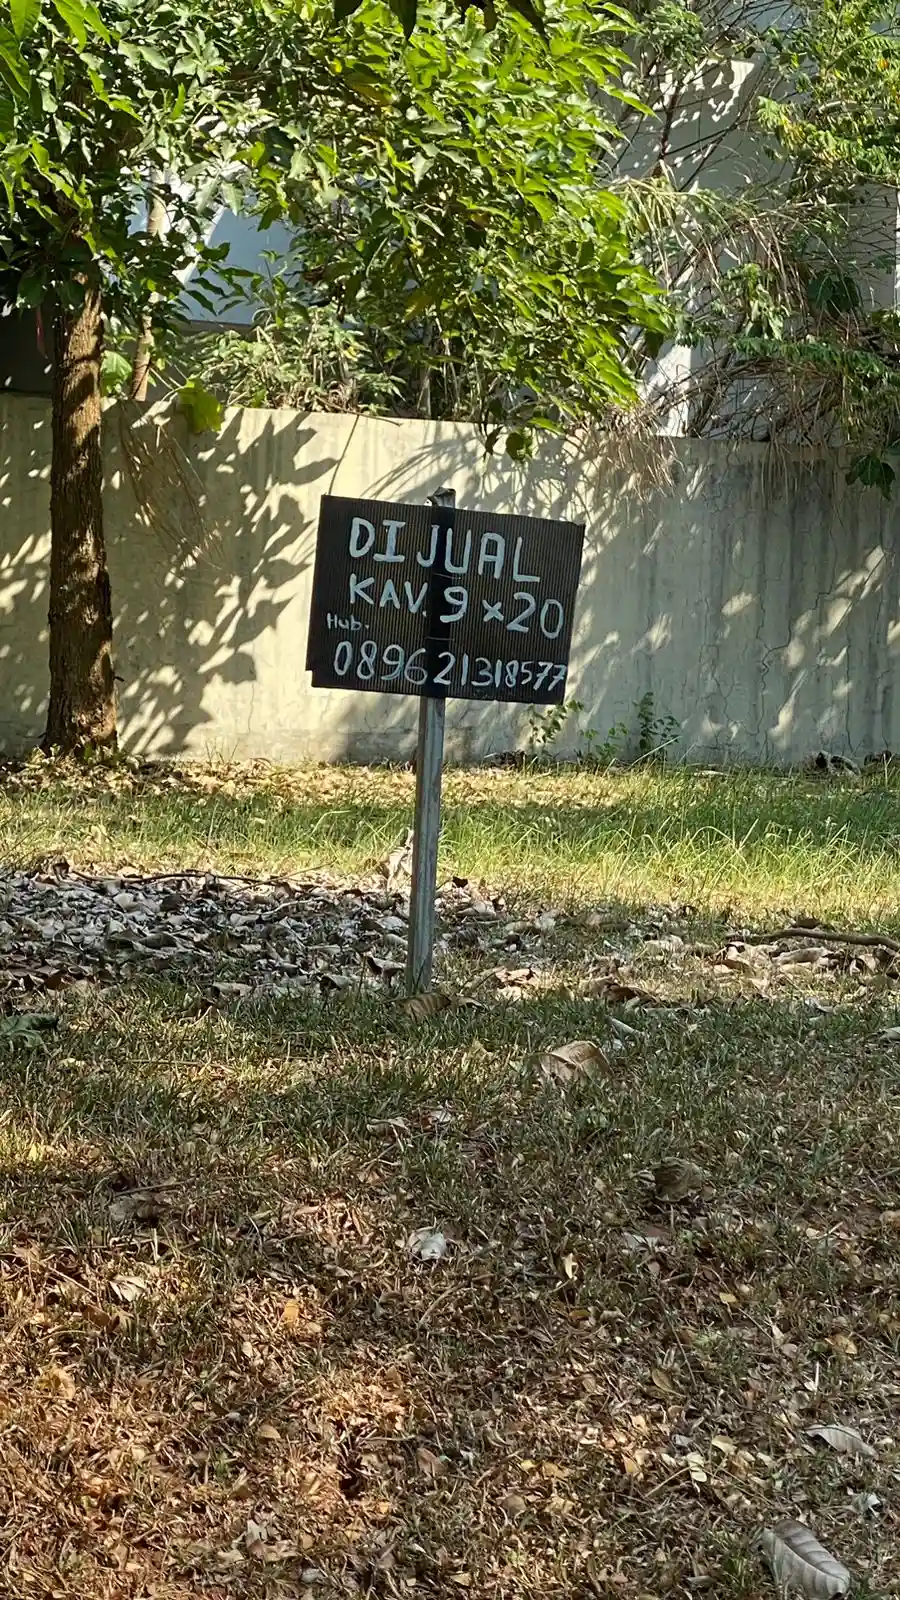 DIJUAL
KAV. 9 x 20
Hub.
089621318577